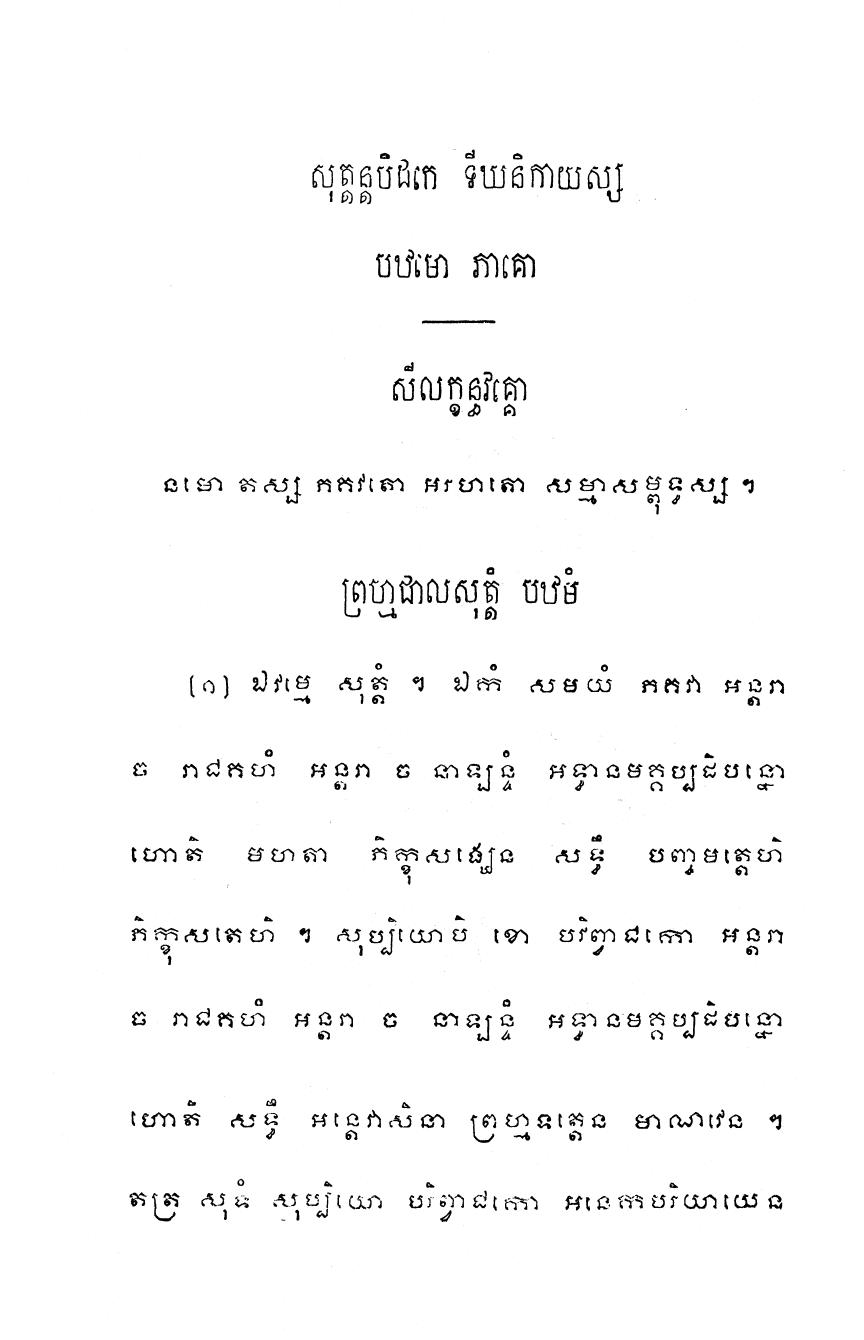 សុត្តន្តបិដកេ ទីឃនិកាយស្ស
បឋមោ ភាគោ
សីលក្ខន្ធវគ្គោ
នមោ តស្ស ភគវតោ អរហតោ សម្មាសម្ពុទ្ធស្ស ។
ព្រហ្មជាលសុត្តំ បឋមំ
[១] ឯវម្មេ សុត្តំ ។ ឯកំ សមយំ ភគវា អន្តរា
ច រាជគហំ អន្តរា ច នាឡន្ទំ អទ្ធានមគ្គប្បដិបន្នោ
ហោតិ មហតា ភិក្ខុសង្ឃេន សទ្ធឹ បញ្ចមត្តេហិ
ភិក្ខុសតេហិ ។ សុប្បិយោបិ ខោ បរិព្វាជកោ អន្តរា
ច រាជគហំ អន្តរា ច នាឡន្ទំ អទ្ធានមគ្គប្បដិបន្នោ
ហោតិ សទ្ធឹ អន្តេវាសិនា ព្រហ្មទត្តេន មាណវេន ។
តត្រ សុទំ សុប្បិយោ បរិព្វាជកោ អនេកបរិយាយេន